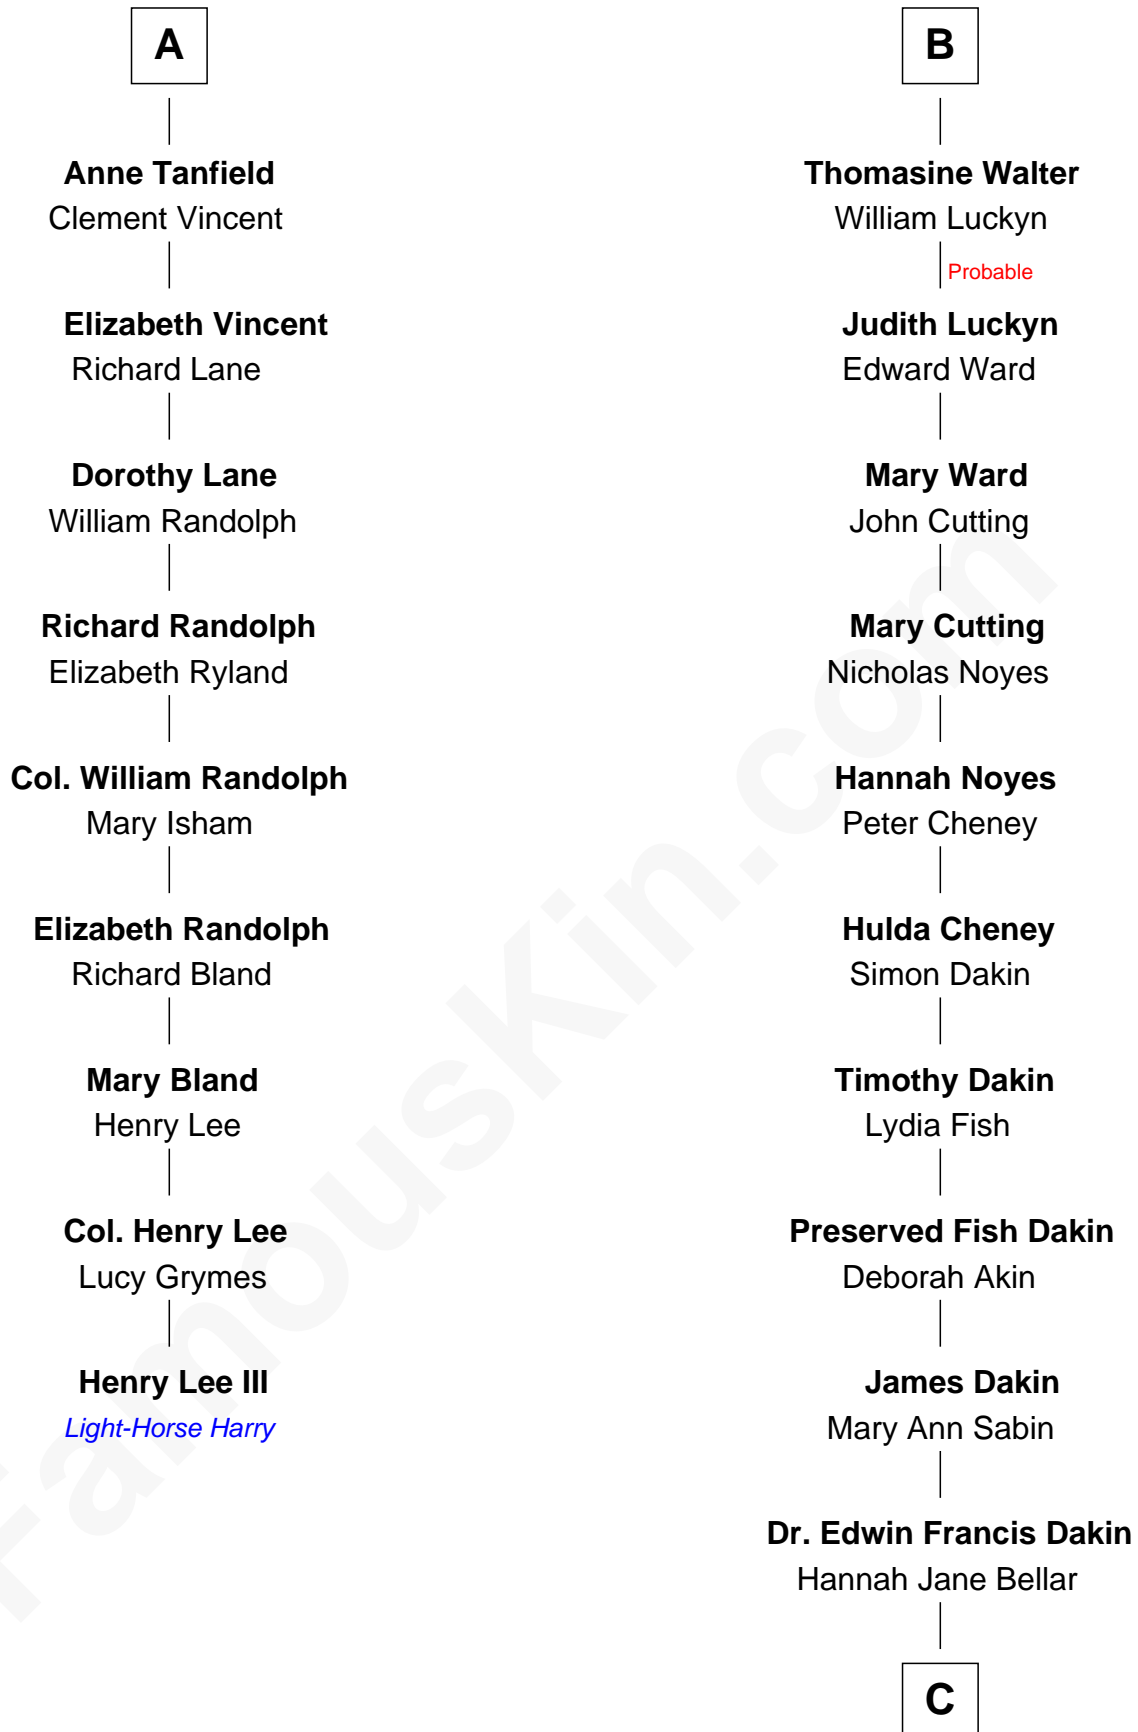 A
Anne Tanfield
Clement Vincent
Elizabeth Vincent
Richard Lane
Dorothy Lane
William Randolph
Richard Randolph
Elizabeth Ryland
Col. William Randolph
Mary Isham
Elizabeth Randolph
Richard Bland
Mary Bland
Henry Lee
Col. Henry Lee
Lucy Grymes
Henry Lee III
Light-Horse Harry
B
Thomasine Walter
William Luckyn
Probable
Judith Luckyn
Edward Ward
Mary Ward
John Cutting
Mary Cutting
Nicholas Noyes
Hannah Noyes
Peter Cheney
Hulda Cheney
Simon Dakin
Timothy Dakin
Lydia Fish
Preserved Fish Dakin
Deborah Akin
James Dakin
Mary Ann Sabin
Dr. Edwin Francis Dakin
Hannah Jane Bellar
C
FamousKin.com